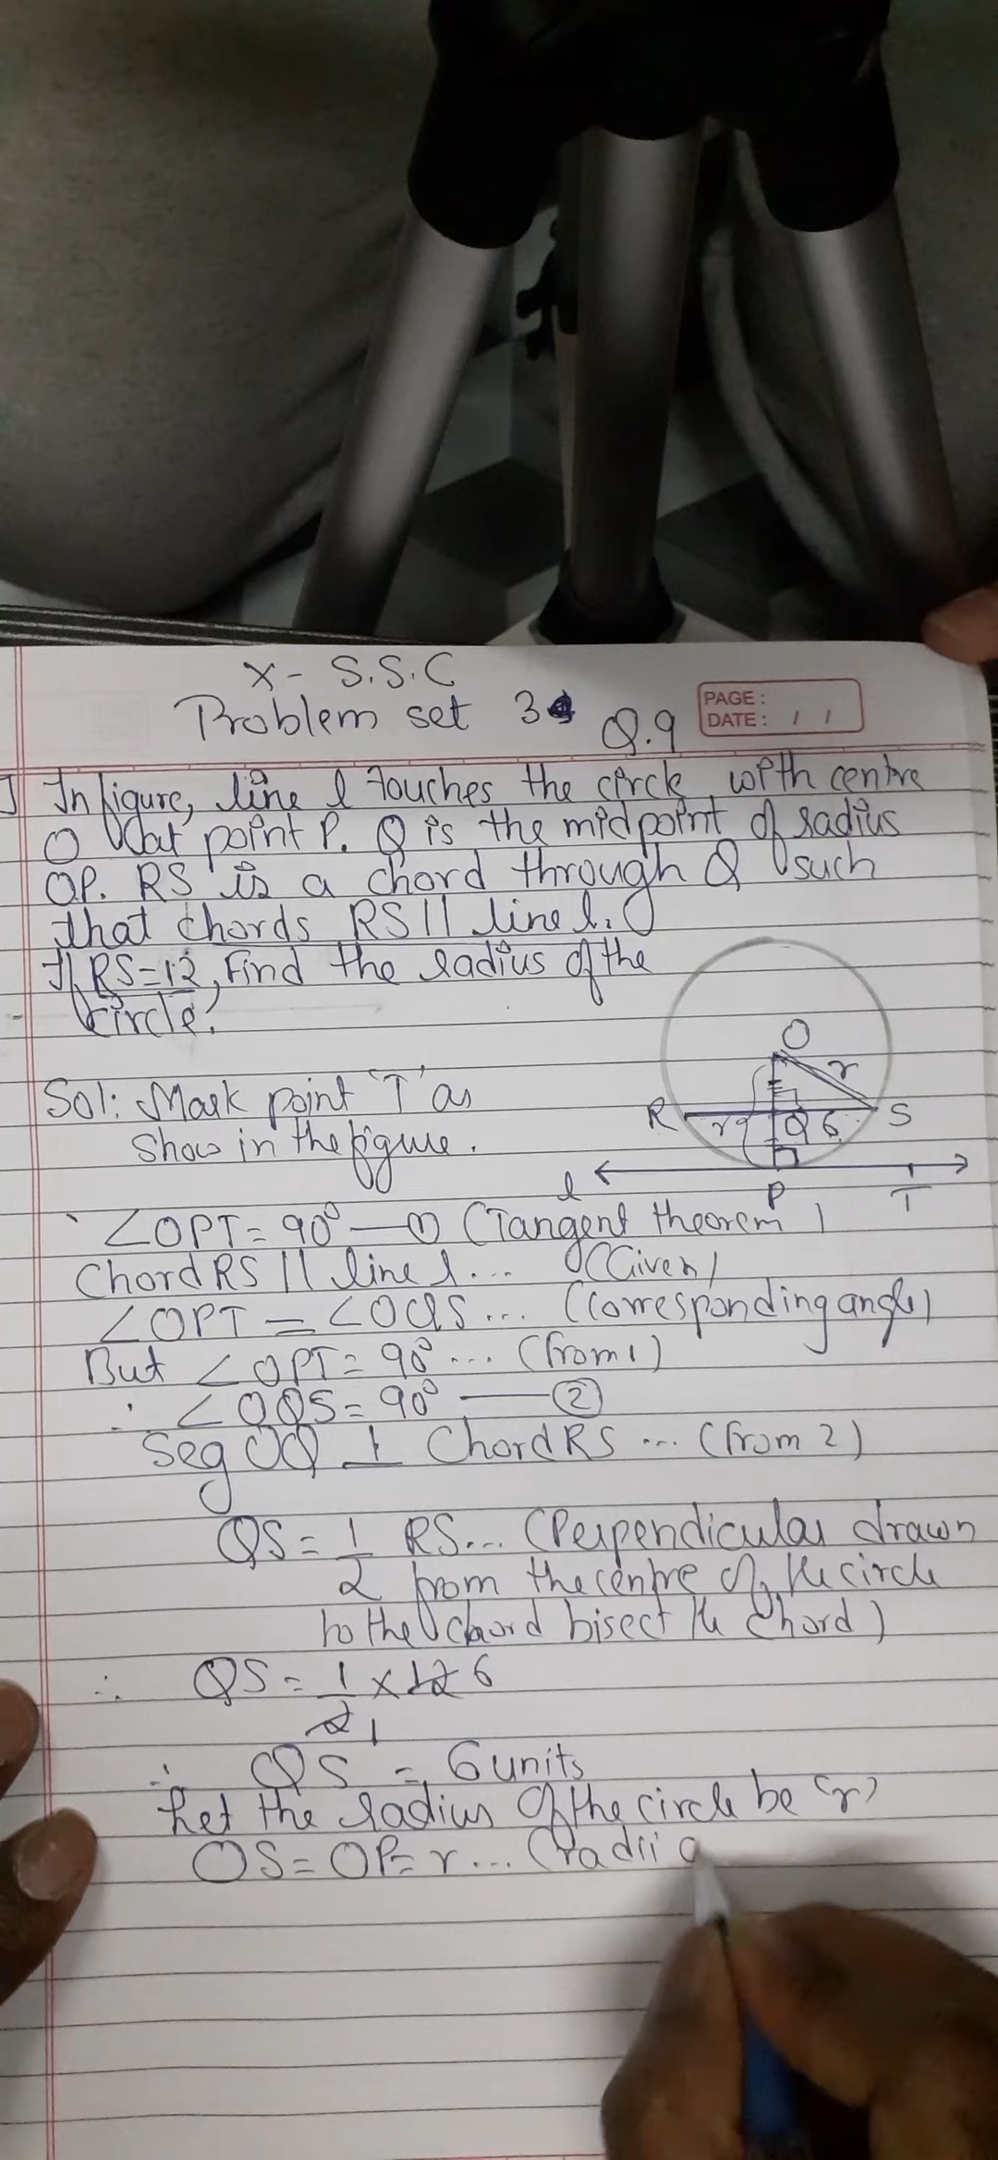 X- S.S.C
Problem set 3 Q.9
PAGE :
DATE : / /
In figure, line l touches the circle with centre
O at point P. Q is the midpoint of radius
OP. RS is a chord through Q such
that chords RS || line l.
If RS=12, Find the radius of the
circle.
O
r
R
S
Q 6
l
P
T
Sol: Mark point 'T' as
Show in the figure.
∠OPT = 90° — ① (Tangent theorem)
Chord RS || line l... (Given)
∠OPT = ∠OQS... (Corresponding angle)
But ∠OPT = 90° ... (from 1)
∴ ∠OQS = 90° — ②
Seg OQ ⊥ Chord RS ... (from 2)
QS = 1/2 RS... (Perpendicular drawn
from the centre of the circle
to the chord bisect the chord)
∴ QS = 1/2 × 12 6
1
∴ QS = 6 units
Let the radius of the circle be 'r'
OS = OP = r ... (radii